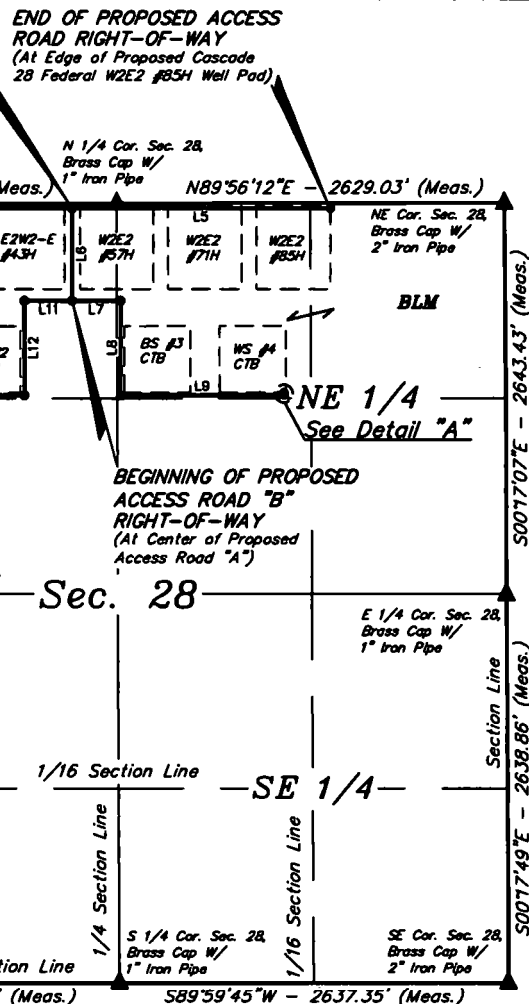 END OF PROPOSED ACCESS
ROAD RIGHT-OF-WAY
(At Edge of Proposed Cascade
28 Federal W2E2 #85H Well Pad)
N 1/4 Cor. Sec. 28,
Brass Cap W/
1" Iron Pipe
Meas.)
N89°56'12"E - 2629.03' (Meas.)
L5
NE Cor. Sec. 28,
Brass Cap W/
2" Iron Pipe
E2W2-E
#43H
L6
W2E2
#57H
W2E2
#71H
W2E2
#85H
BLM
L11
L7
L12
L8
2
BS #3
CTB
WS #4
CTB
L9
NE 1/4
See Detail "A"
S00°17'07"E - 2643.43' (Meas.)
BEGINNING OF PROPOSED
ACCESS ROAD "B"
RIGHT-OF-WAY
(At Center of Proposed
Access Road "A")
Sec. 28
E 1/4 Cor. Sec. 28,
Brass Cap W/
1" Iron Pipe
Section Line
1/16 Section Line
SE 1/4
1/4 Section Line
1/16 Section Line
S00°17'49"E - 2638.86' (Meas.)
S 1/4 Cor. Sec. 28,
Brass Cap W/
1" Iron Pipe
SE Cor. Sec. 28,
Brass Cap W/
2" Iron Pipe
tion Line
' (Meas.)
S89°59'45"W - 2637.35' (Meas.)